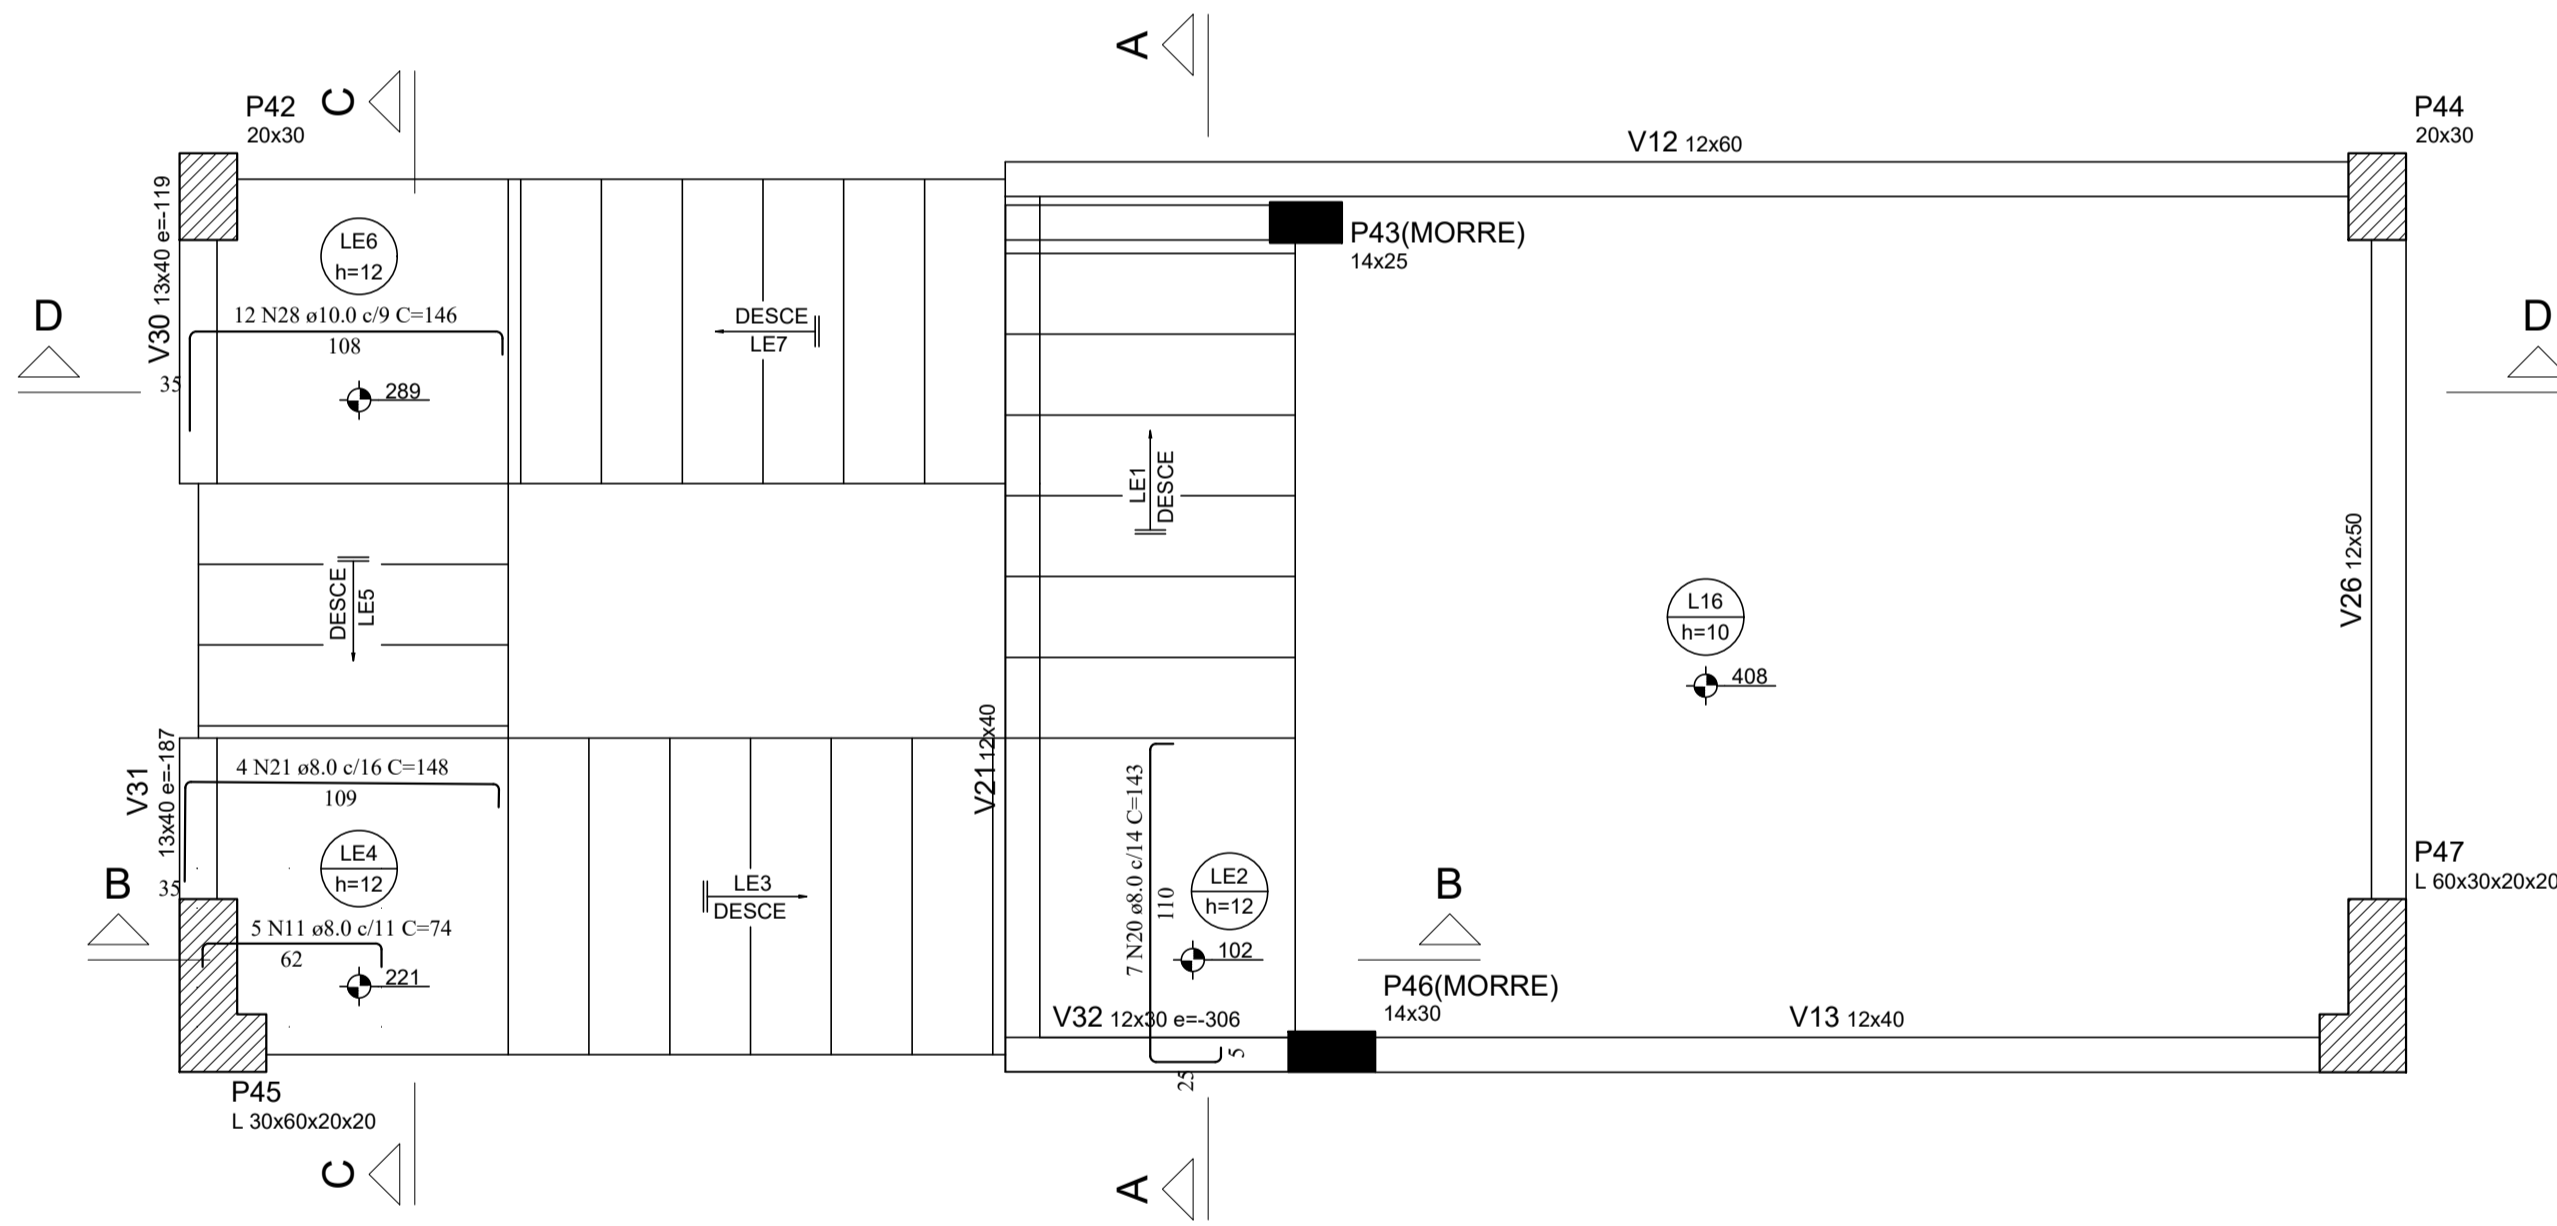 A
C
P42
20x30
V12 12x60
P44
20x30
V30 13x40 e=-119
LE6
h=12
P43(MORRE)
14x25
D
12 N28 ø10.0 c/9 C=146
108
35
289
DESCE
LE7
D
LE1
DESCE
DESCE
LE5
L16
h=10
408
V26 12x50
V31
13x40 e=-187
4 N21 ø8.0 c/16 C=148
109
35
LE4
h=12
B
5 N11 ø8.0 c/11 C=74
62
221
LE3
DESCE
V21 12x40
7 N20 ø8.0 c/14 C=143
110
LE2
h=12
102
B
P47
L 60x30x20x20
V32 12x30 e=-306
5
25
P46(MORRE)
14x30
V13 12x40
P45
L 30x60x20x20
C
A